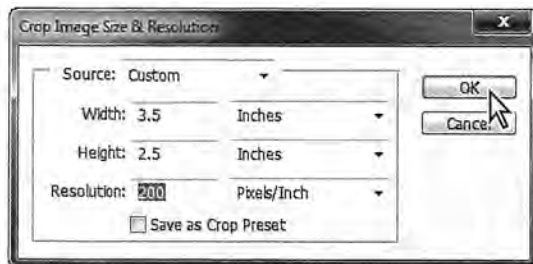 Crop Image Size & Resolution
x
Source: Custom
OK
Width: 3.5 Inches
Cancel
Height: 2.5 Inches
Resolution: 200 Pixels/Inch
Save as Crop Preset